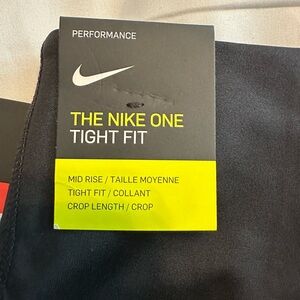 PERFORMANCE
THE NIKE ONE
TIGHT FIT
MID RISE / TAILLE MOYENNE
TIGHT FIT / COLLANT
CROP LENGTH / CROP